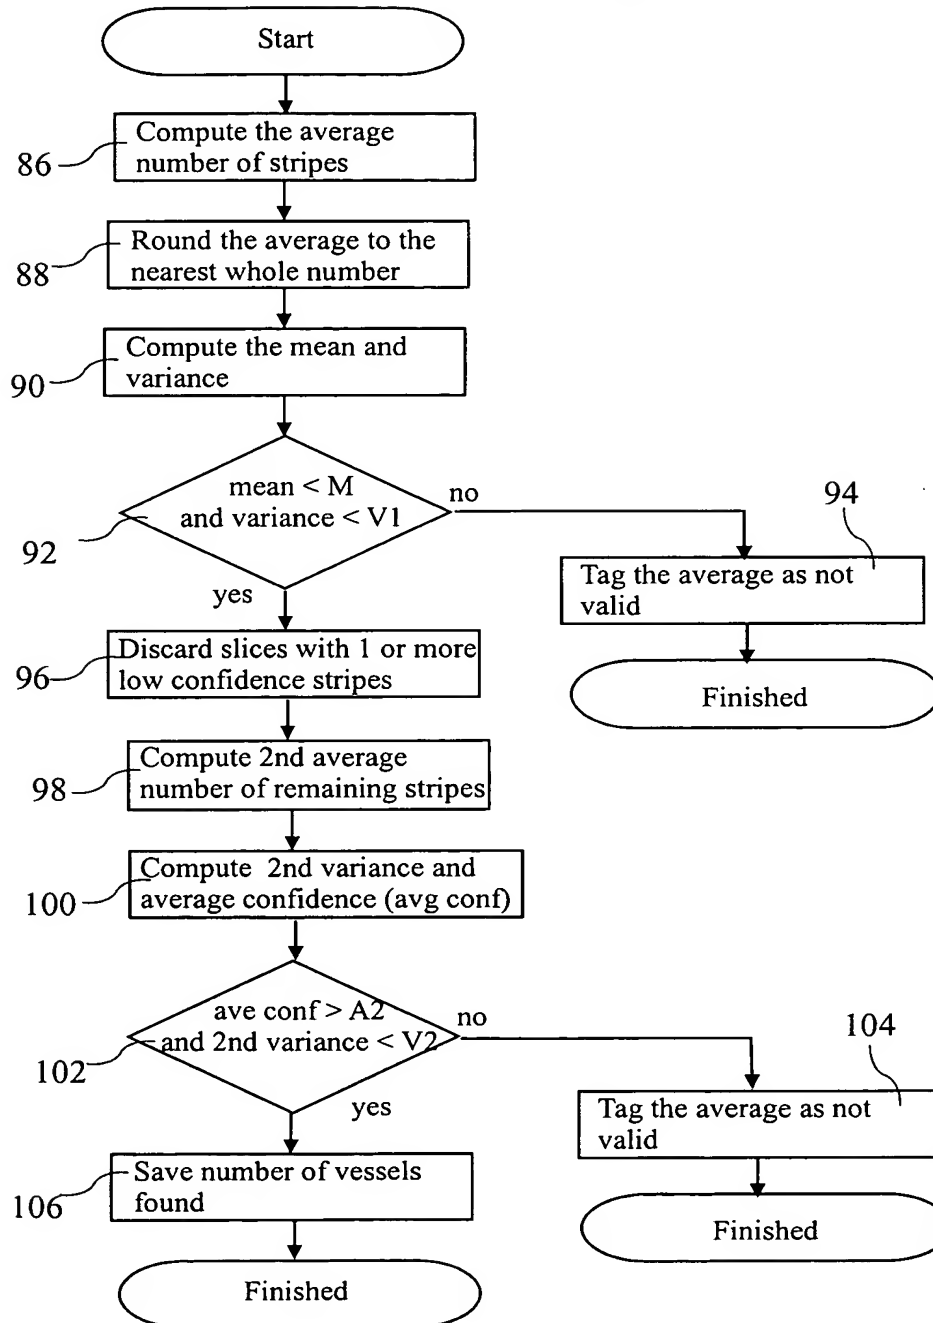 Start
86
Compute the average
number of stripes
88
Round the average to the
nearest whole number
90
Compute the mean and
variance
92
mean < M
and variance < V1
no
yes
94
Tag the average as not
valid
Finished
96
Discard slices with 1 or more
low confidence stripes
98
Compute 2nd average
number of remaining stripes
100
Compute 2nd variance and
average confidence (avg conf)
102
ave conf > A2
and 2nd variance < V2
no
yes
104
Tag the average as not
valid
Finished
106
Save number of vessels
found
Finished